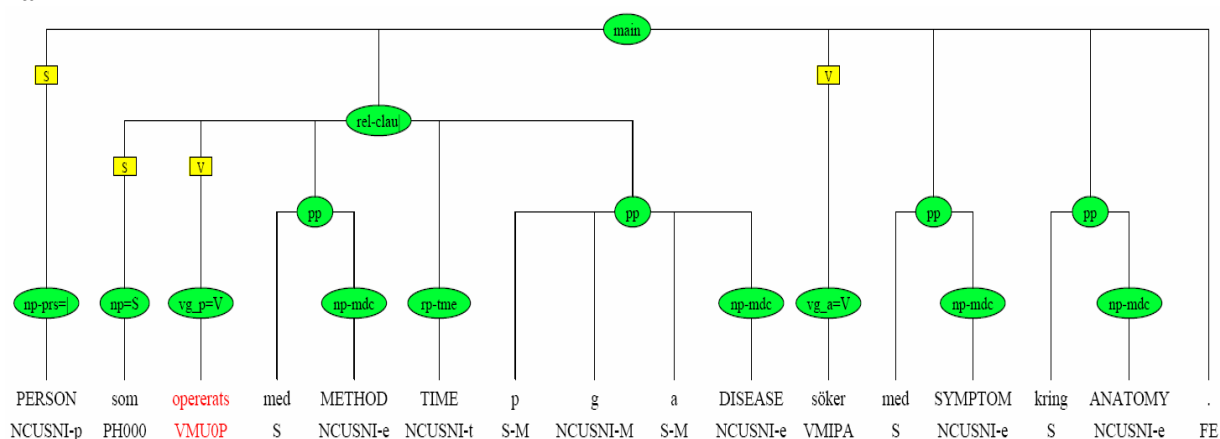 main
S V
rel-clau|
S V
pp pp pp pp
np-prs=| np=S vg_p=V np-mdc rp-tme np-mdc vg_a=V np-mdc np-mdc
PERSON som opererats med METHOD TIME p g a DISEASE söker med SYMPTOM kring ANATOMY .
NCUSNI-p PH000 VMU0P S NCUSNI-e NCUSNI-t S-M NCUSNI-M S-M NCUSNI-e VMIPA S NCUSNI-e S NCUSNI-e FE